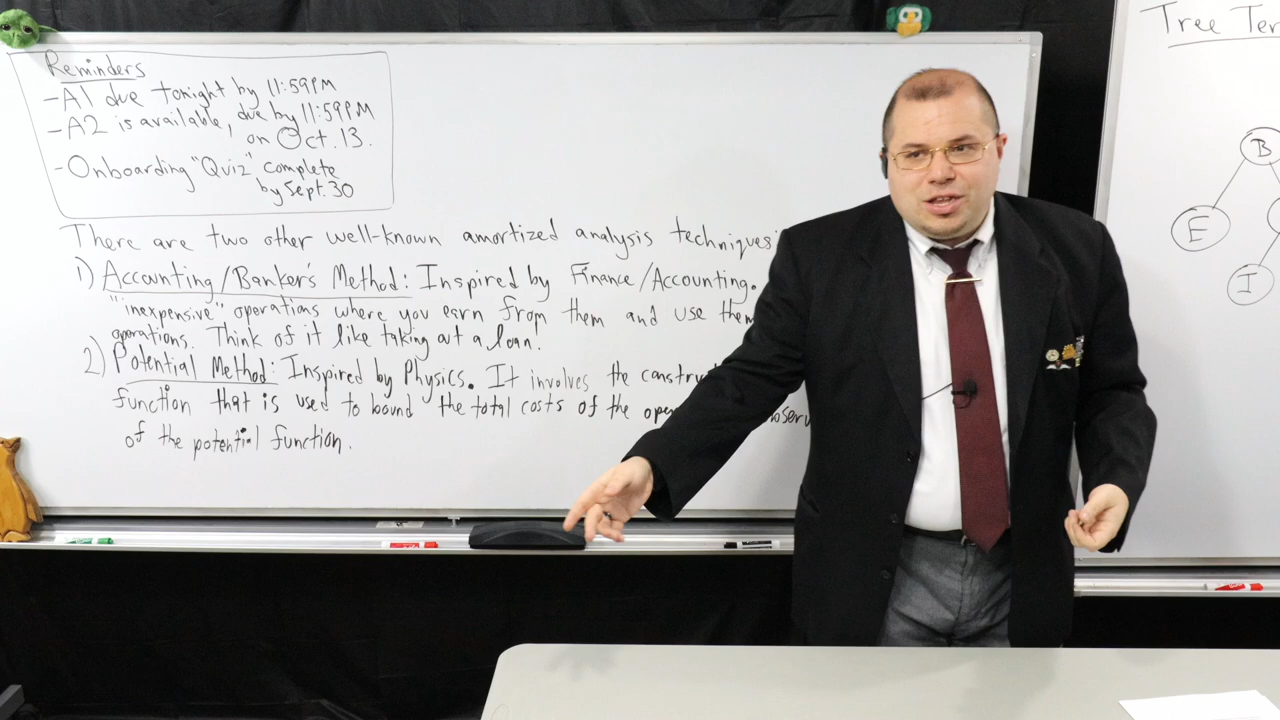 Reminders
-A1 due tonight by 11:59PM
-A2 is available, due by 11:59PM
on Oct. 13.
-Onboarding "Quiz" complete
by Sept. 30
There are two other well-known amortized analysis techniques:
1) Accounting/Banker's Method: Inspired by Finance/Accounting.
"inexpensive" operations where you earn from them and use them
operations. Think of it like taking out a loan.
2) Potential Method: Inspired by Physics. It involves the constru
function that is used to bound the total costs of the ope
of the potential function.
Tree Ter
B
E
I